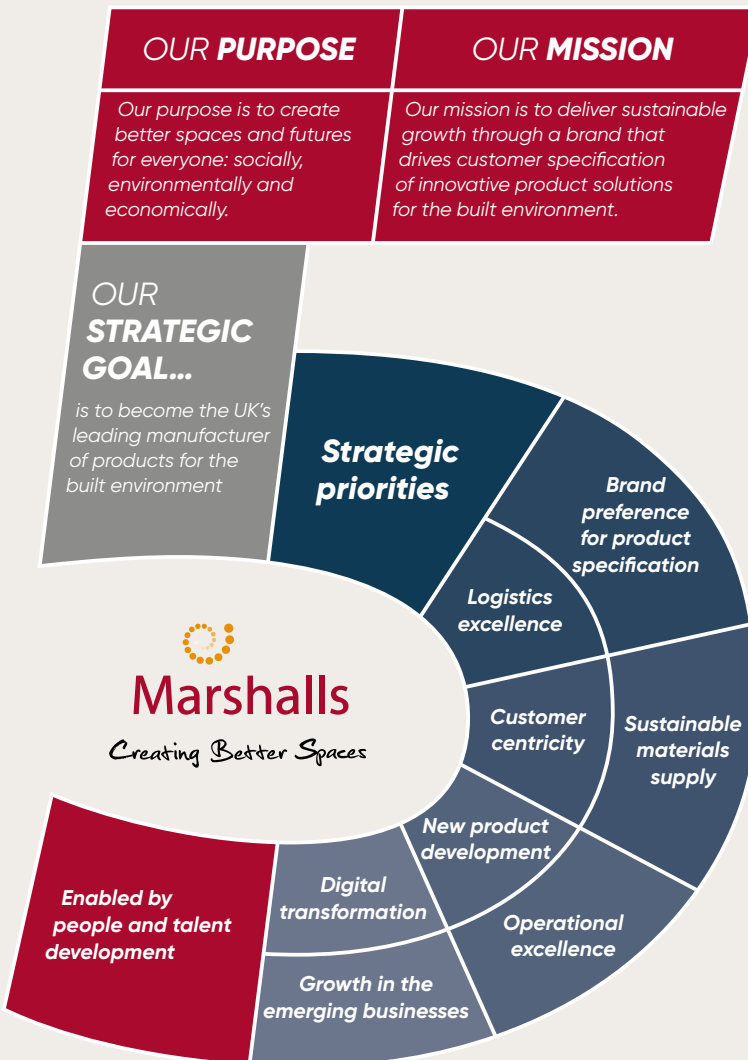 OUR PURPOSE
Our purpose is to create
better spaces and futures
for everyone: socially,
environmentally and
economically.
OUR MISSION
Our mission is to deliver sustainable
growth through a brand that
drives customer specification
of innovative product solutions
for the built environment.
OUR
STRATEGIC
GOAL...
is to become the UK's
leading manufacturer
of products for the
built environment
Strategic
priorities
Brand
preference
for product
specification
Logistics
excellence
Customer
centricity
Sustainable
materials
supply
New product
development
Operational
excellence
Digital
transformation
Growth in the
emerging businesses
Enabled by
people and talent
development
Marshalls
Creating Better Spaces